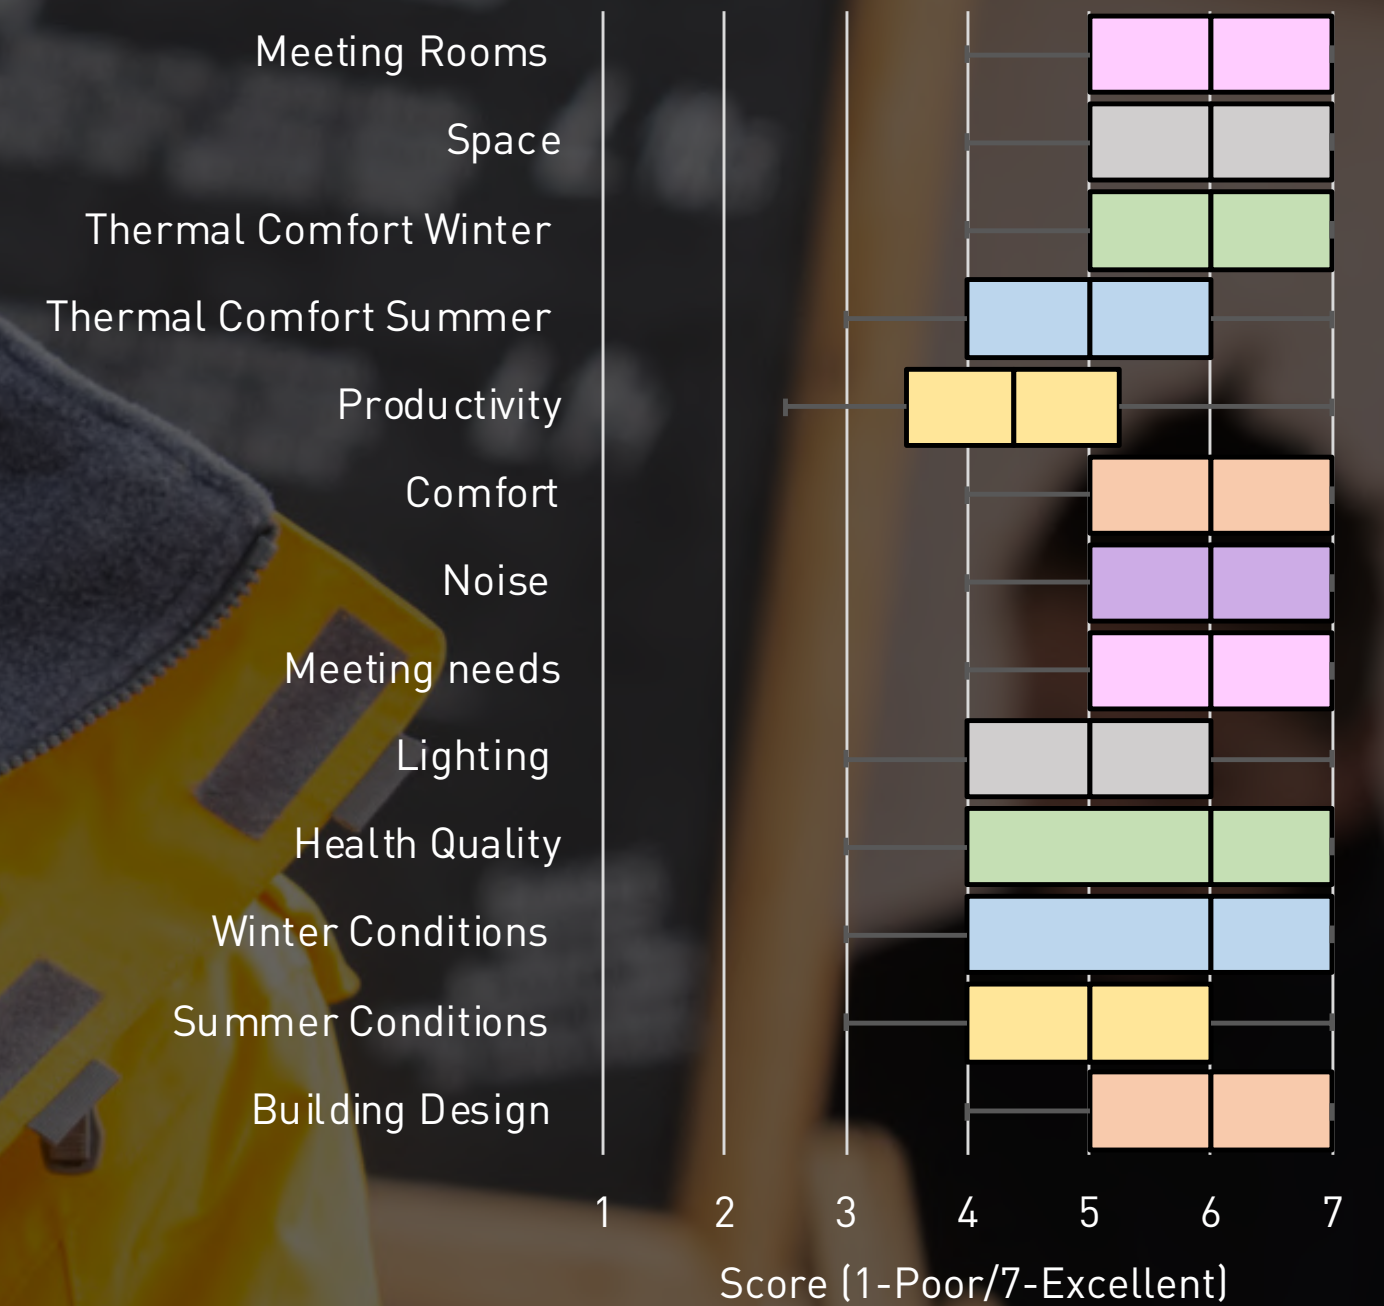 Meeting Rooms
Space
Thermal Comfort Winter
Thermal Comfort Summer
Productivity
Comfort
Noise
Meeting needs
Lighting
Health Quality
Winter Conditions
Summer Conditions
Building Design
1 2 3 4 5 6 7
Score (1-Poor/7-Excellent)